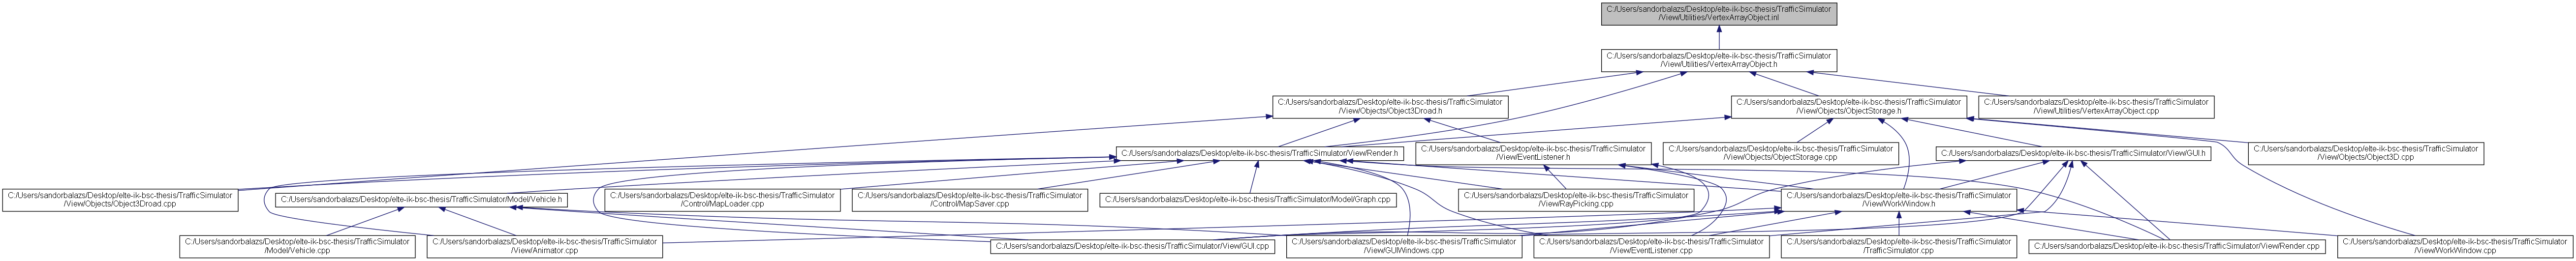 C:/Users/sandorbalazs/Desktop/elte-ik-bsc-thesis/TrafficSimulator
/View/Utilities/VertexArrayObject.inl
C:/Users/sandorbalazs/Desktop/elte-ik-bsc-thesis/TrafficSimulator
/View/Utilities/VertexArrayObject.h
C:/Users/sandorbalazs/Desktop/elte-ik-bsc-thesis/TrafficSimulator
/View/Objects/Object3Droad.h
C:/Users/sandorbalazs/Desktop/elte-ik-bsc-thesis/TrafficSimulator
/View/Objects/ObjectStorage.h
C:/Users/sandorbalazs/Desktop/elte-ik-bsc-thesis/TrafficSimulator
/View/Utilities/VertexArrayObject.cpp
C:/Users/sandorbalazs/Desktop/elte-ik-bsc-thesis/TrafficSimulator/View/Render.h
C:/Users/sandorbalazs/Desktop/elte-ik-bsc-thesis/TrafficSimulator
/View/EventListener.h
C:/Users/sandorbalazs/Desktop/elte-ik-bsc-thesis/TrafficSimulator
/View/Objects/ObjectStorage.cpp
C:/Users/sandorbalazs/Desktop/elte-ik-bsc-thesis/TrafficSimulator/View/GUI.h
C:/Users/sandorbalazs/Desktop/elte-ik-bsc-thesis/TrafficSimulator
/View/Objects/Object3D.cpp
C:/Users/sandorbalazs/Desktop/elte-ik-bsc-thesis/TrafficSimulator
/View/Objects/Object3Droad.cpp
C:/Users/sandorbalazs/Desktop/elte-ik-bsc-thesis/TrafficSimulator/Model/Vehicle.h
C:/Users/sandorbalazs/Desktop/elte-ik-bsc-thesis/TrafficSimulator
/Control/MapLoader.cpp
C:/Users/sandorbalazs/Desktop/elte-ik-bsc-thesis/TrafficSimulator
/Control/MapSaver.cpp
C:/Users/sandorbalazs/Desktop/elte-ik-bsc-thesis/TrafficSimulator/Model/Graph.cpp
C:/Users/sandorbalazs/Desktop/elte-ik-bsc-thesis/TrafficSimulator
/View/RayPicking.cpp
C:/Users/sandorbalazs/Desktop/elte-ik-bsc-thesis/TrafficSimulator
/View/WorkWindow.h
C:/Users/sandorbalazs/Desktop/elte-ik-bsc-thesis/TrafficSimulator
/Model/Vehicle.cpp
C:/Users/sandorbalazs/Desktop/elte-ik-bsc-thesis/TrafficSimulator
/View/Animator.cpp
C:/Users/sandorbalazs/Desktop/elte-ik-bsc-thesis/TrafficSimulator/View/GUI.cpp
C:/Users/sandorbalazs/Desktop/elte-ik-bsc-thesis/TrafficSimulator
/View/GUIWindows.cpp
C:/Users/sandorbalazs/Desktop/elte-ik-bsc-thesis/TrafficSimulator
/View/EventListener.cpp
C:/Users/sandorbalazs/Desktop/elte-ik-bsc-thesis/TrafficSimulator
/TrafficSimulator.cpp
C:/Users/sandorbalazs/Desktop/elte-ik-bsc-thesis/TrafficSimulator/View/Render.cpp
C:/Users/sandorbalazs/Desktop/elte-ik-bsc-thesis/TrafficSimulator
/View/WorkWindow.cpp